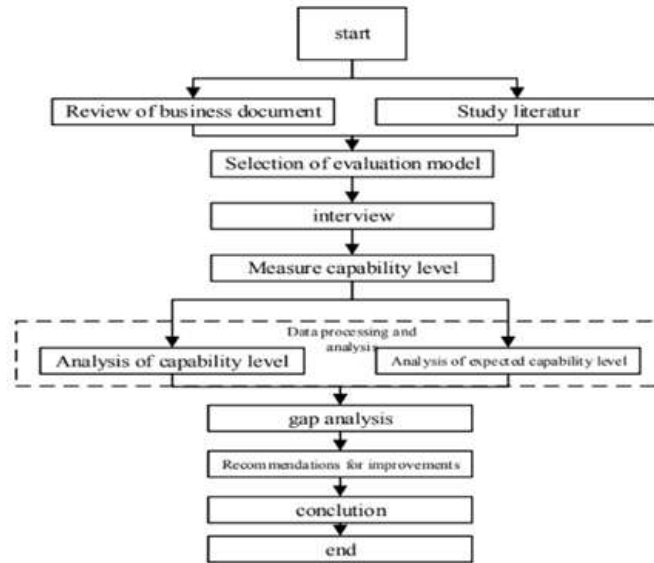 start
Review of business document
Study literatur
Selection of evaluation model
interview
Measure capability level
Data processing and
analysis
Analysis of capability level
Analysis of expected capability level
gap analysis
Recommendations for improvements
conclution
end